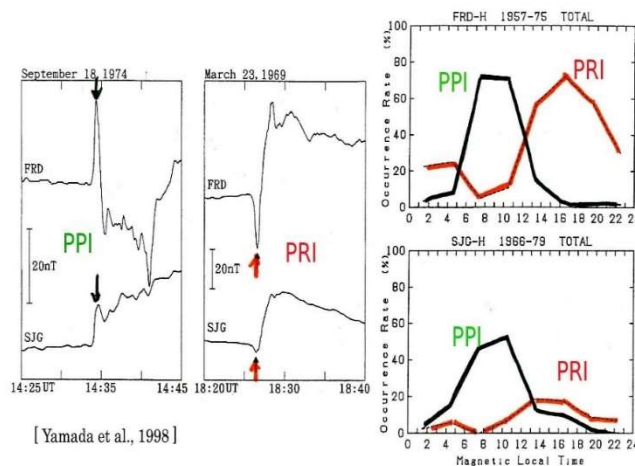 September 18, 1974
FRD
PPI
20nT
SJG
14:25UT 14:35 14:45
March 23, 1969
FRD
20nT
PRI
SJG
18:20UT 18:30 18:40
[Yamada et al., 1998]
FRD-H 1957-75 TOTAL
Occurrence Rate (%)
100
80
60
40
20
0
PPI
PRI
0 2 4 6 8 10 12 14 16 18 20 22 24
SJG-H 1966-79 TOTAL
Occurrence Rate (%)
100
80
60
40
20
0
PPI
PRI
0 2 4 6 8 10 12 14 16 18 20 22 24
Magnetic Local Time